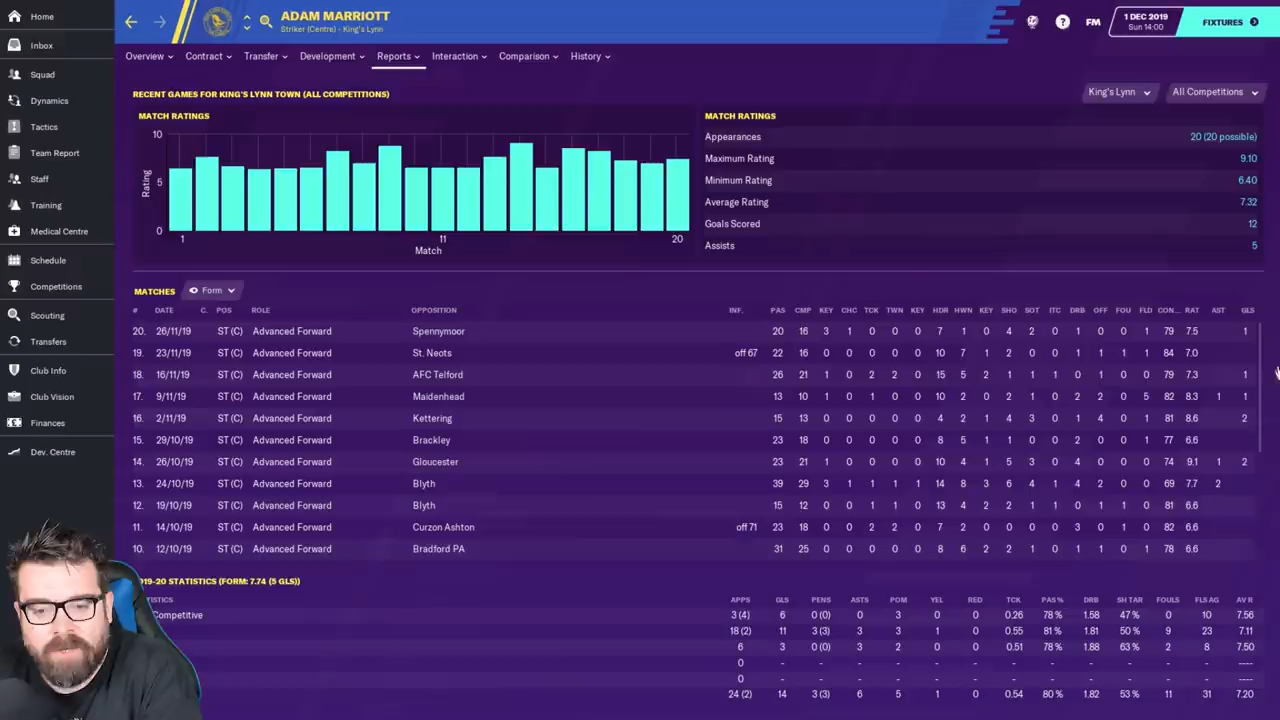 Home
Inbox
Squad
Dynamics
Tactics
Team Report
Staff
Training
Medical Centre
Schedule
Competitions
Scouting
Transfers
Club Info
Club Vision
Finances
Dev. Centre
ADAM MARRIOTT
Striker (Centre) - King's Lynn
FM
1 DEC 2019
Sun 14:00
FIXTURES
Overview Contract Transfer Development Reports Interaction Comparison History
RECENT GAMES FOR KING'S LYNN TOWN (ALL COMPETITIONS)
King's Lynn All Competitions
MATCH RATINGS
10
5
0
Rating
1 11 20
Match
MATCH RATINGS
Appearances 20 (20 possible)
Maximum Rating 9.10
Minimum Rating 6.40
Average Rating 7.32
Goals Scored 12
Assists 5
MATCHES Form
# DATE C. POS ROLE OPPOSITION INF. PAS CMP KEY CHC TCK TWN KEY HDR HWN KEY SHO SOT ITC DRB OFF FOU FLD CON... RAT AST GLS
20. 26/11/19 ST (C) Advanced Forward Spennymoor 20 16 3 1 0 0 0 7 1 0 4 2 0 1 0 0 1 79 7.5 1
19. 23/11/19 ST (C) Advanced Forward St. Neots off 67 22 16 0 0 0 0 0 10 7 1 2 0 0 1 1 1 1 84 7.0
18. 16/11/19 ST (C) Advanced Forward AFC Telford 26 21 1 0 2 2 0 15 5 2 1 1 1 0 1 0 0 79 7.3 1
17. 9/11/19 ST (C) Advanced Forward Maidenhead 13 10 1 0 1 0 0 10 2 0 2 1 0 2 2 0 5 82 8.3 1 1
16. 2/11/19 ST (C) Advanced Forward Kettering 15 13 0 0 0 0 0 4 2 1 4 3 0 1 4 0 0 81 8.6 2
15. 29/10/19 ST (C) Advanced Forward Brackley 23 18 0 0 0 0 0 8 5 1 1 0 0 2 0 0 1 77 6.6
14. 26/10/19 ST (C) Advanced Forward Gloucester 23 21 1 0 0 0 0 10 4 1 5 3 0 4 0 0 0 74 9.1 1 2
13. 24/10/19 ST (C) Advanced Forward Blyth 39 29 3 1 1 1 1 14 8 3 6 4 1 4 2 0 0 69 7.7 2
12. 19/10/19 ST (C) Advanced Forward Blyth 15 12 0 0 1 1 0 13 4 2 2 1 1 0 1 0 0 81 6.6
11. 14/10/19 ST (C) Advanced Forward Curzon Ashton off 71 23 18 0 0 2 2 0 7 2 0 0 0 0 3 0 1 0 82 6.6
10. 12/10/19 ST (C) Advanced Forward Bradford PA 31 25 0 0 0 0 0 8 6 2 2 1 0 1 1 0 1 78 6.6
19-20 STATISTICS (FORM: 7.74 (5 GLS))
APPS GLS PENS ASTS POM YEL RED TCK PAS % DRB SH TAR FOULS FLS AG AV R
Competitive 3 (4) 6 0 (0) 0 3 0 0 0.26 78 % 1.58 47 % 0 10 7.56
18 (2) 11 3 (3) 3 3 1 0 0.55 81 % 1.81 50 % 9 23 7.11
6 3 0 (0) 3 2 0 0 0.51 78 % 1.88 63 % 2 8 7.50
0 - - - - - - - - - - - - ----
0 - - - - - - - - - - - - ----
24 (2) 14 3 (3) 6 5 1 0 0.54 80 % 1.82 53 % 11 31 7.20